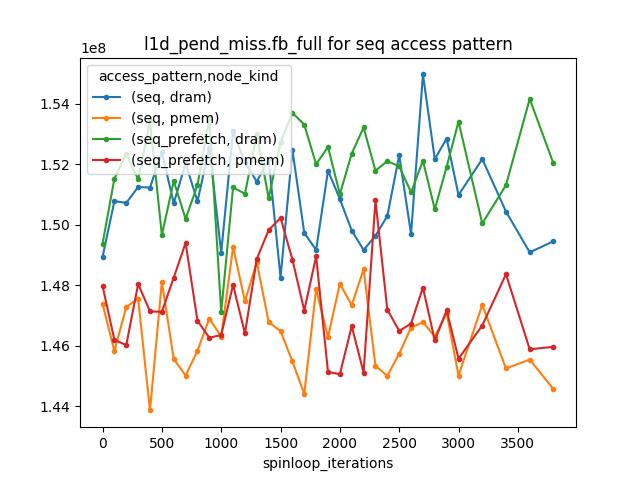 l1d_pend_miss.fb_full for seq access pattern
1e8
access_pattern,node_kind
(seq, dram)
(seq, pmem)
(seq_prefetch, dram)
(seq_prefetch, pmem)
1.54
1.52
1.50
1.48
1.46
1.44
0 500 1000 1500 2000 2500 3000 3500
spinloop_iterations